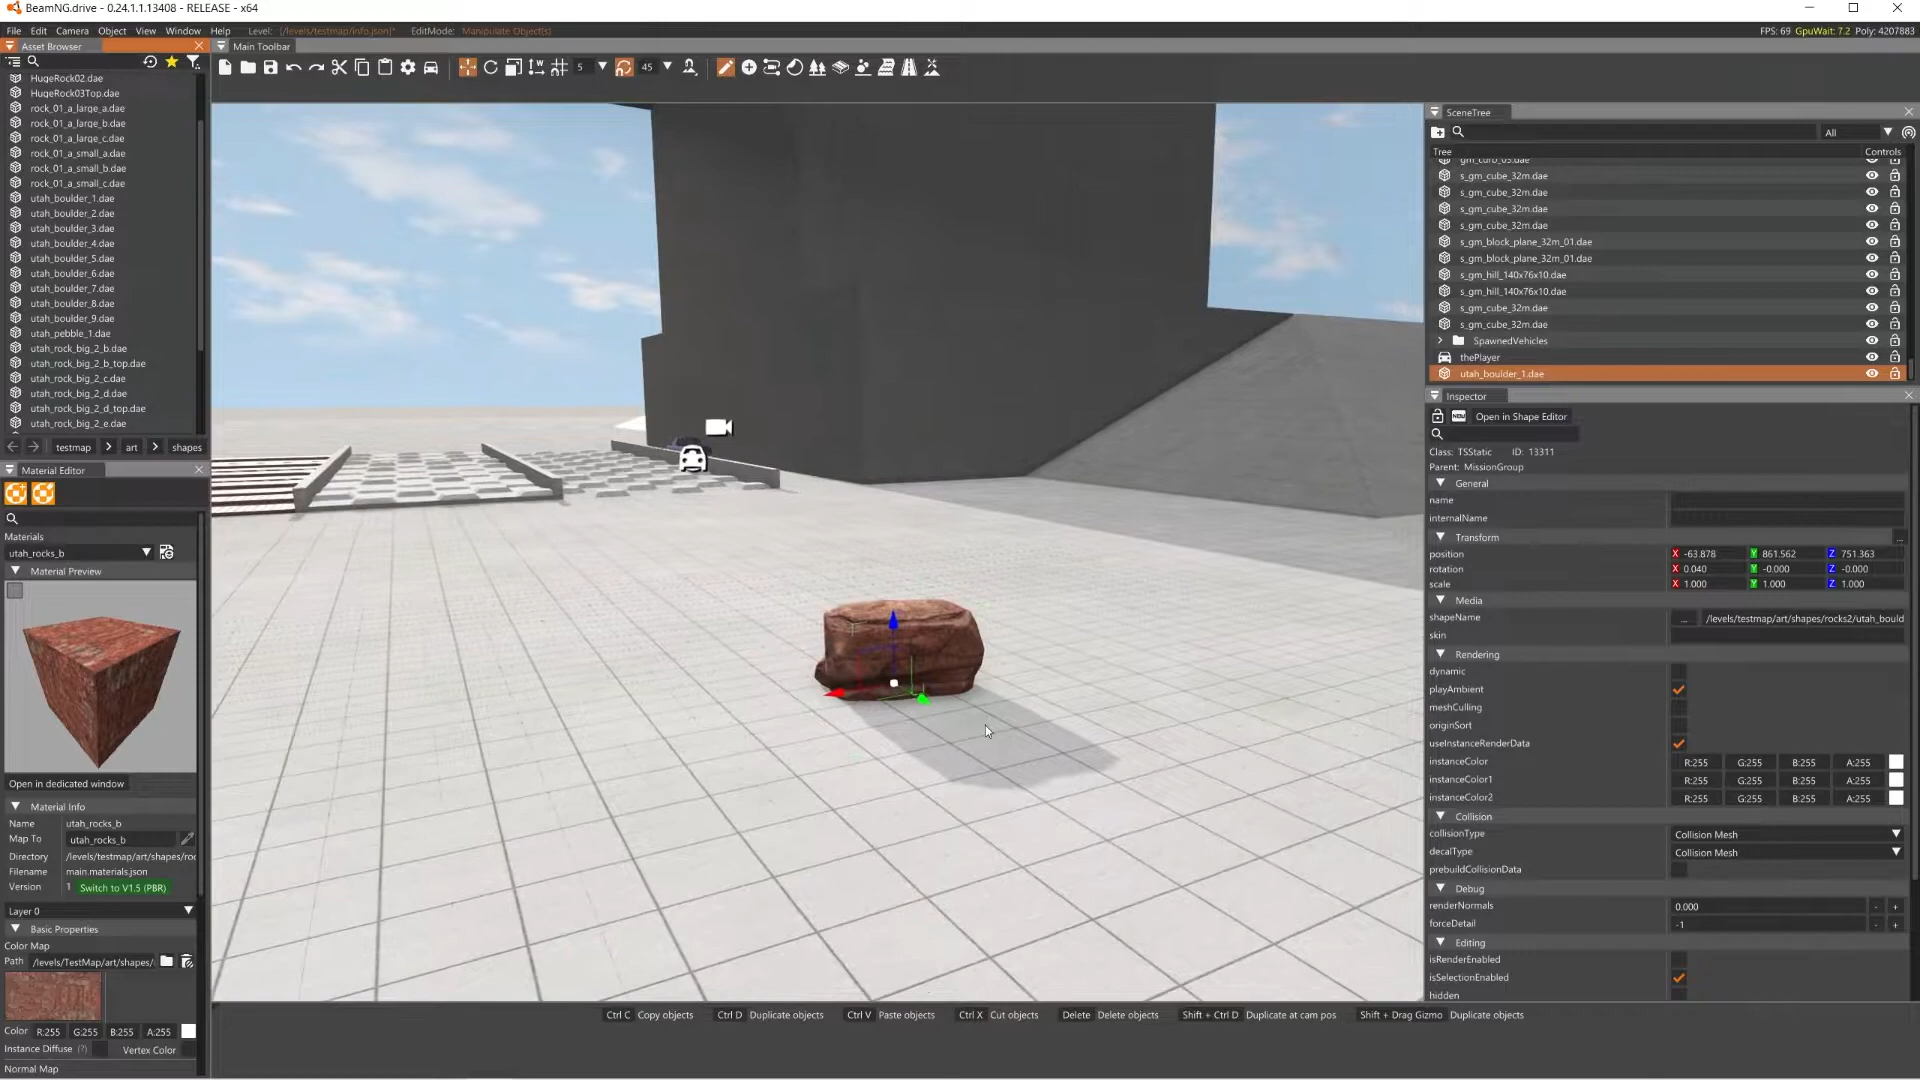 BeamNG.drive - 0.24.1.1.13408 - RELEASE - x64
File Edit Camera Object View Window Help Level: [/levels/testmap/info.json]* EditMode: Manipulate Object(s) FPS: 69 GpuWait: 7.2 Poly: 4207883
Asset Browser
HugeRock02.dae
HugeRock03Top.dae
rock_01_a_large_a.dae
rock_01_a_large_b.dae
rock_01_a_large_c.dae
rock_01_a_small_a.dae
rock_01_a_small_b.dae
rock_01_a_small_c.dae
utah_boulder_1.dae
utah_boulder_2.dae
utah_boulder_3.dae
utah_boulder_4.dae
utah_boulder_5.dae
utah_boulder_6.dae
utah_boulder_7.dae
utah_boulder_8.dae
utah_boulder_9.dae
utah_pebble_1.dae
utah_rock_big_2_b.dae
utah_rock_big_2_b_top.dae
utah_rock_big_2_c.dae
utah_rock_big_2_d.dae
utah_rock_big_2_d_top.dae
utah_rock_big_2_e.dae
testmap > art > shapes
Material Editor
Materials
utah_rocks_b
Material Preview
Open in dedicated window
Material Info
Name utah_rocks_b
Map To utah_rocks_b
Directory /levels/testmap/art/shapes/roc
Filename main.materials.json
Version 1 Switch to V1.5 (PBR)
Layer 0
Basic Properties
Color Map
Path /levels/TestMap/art/shapes/
Color R:255 G:255 B:255 A:255
Instance Diffuse (?) Vertex Color
Normal Map
Main Toolbar
5 45
Ctrl C Copy objects Ctrl D Duplicate objects Ctrl V Paste objects Ctrl X Cut objects Delete Delete objects Shift + Ctrl D Duplicate at cam pos Shift + Drag Gizmo Duplicate objects
SceneTree
All
Tree Controls
gm_curb_03.dae
s_gm_cube_32m.dae
s_gm_cube_32m.dae
s_gm_cube_32m.dae
s_gm_cube_32m.dae
s_gm_block_plane_32m_01.dae
s_gm_block_plane_32m_01.dae
s_gm_hill_140x76x10.dae
s_gm_hill_140x76x10.dae
s_gm_cube_32m.dae
s_gm_cube_32m.dae
SpawnedVehicles
thePlayer
utah_boulder_1.dae
Inspector
NEW Open in Shape Editor
Class: TSStatic ID: 13311
Parent: MissionGroup
General
name
internalName
Transform ...
position X -63.878 Y 861.562 Z 751.363
rotation X 0.040 Y -0.000 Z -0.000
scale X 1.000 Y 1.000 Z 1.000
Media
shapeName ... /levels/testmap/art/shapes/rocks2/utah_bould
skin
Rendering
dynamic
playAmbient
meshCulling
originSort
useInstanceRenderData
instanceColor R:255 G:255 B:255 A:255
instanceColor1 R:255 G:255 B:255 A:255
instanceColor2 R:255 G:255 B:255 A:255
Collision
collisionType Collision Mesh
decalType Collision Mesh
prebuildCollisionData
Debug
renderNormals 0.000 - +
forceDetail -1 - +
Editing
isRenderEnabled
isSelectionEnabled
hidden